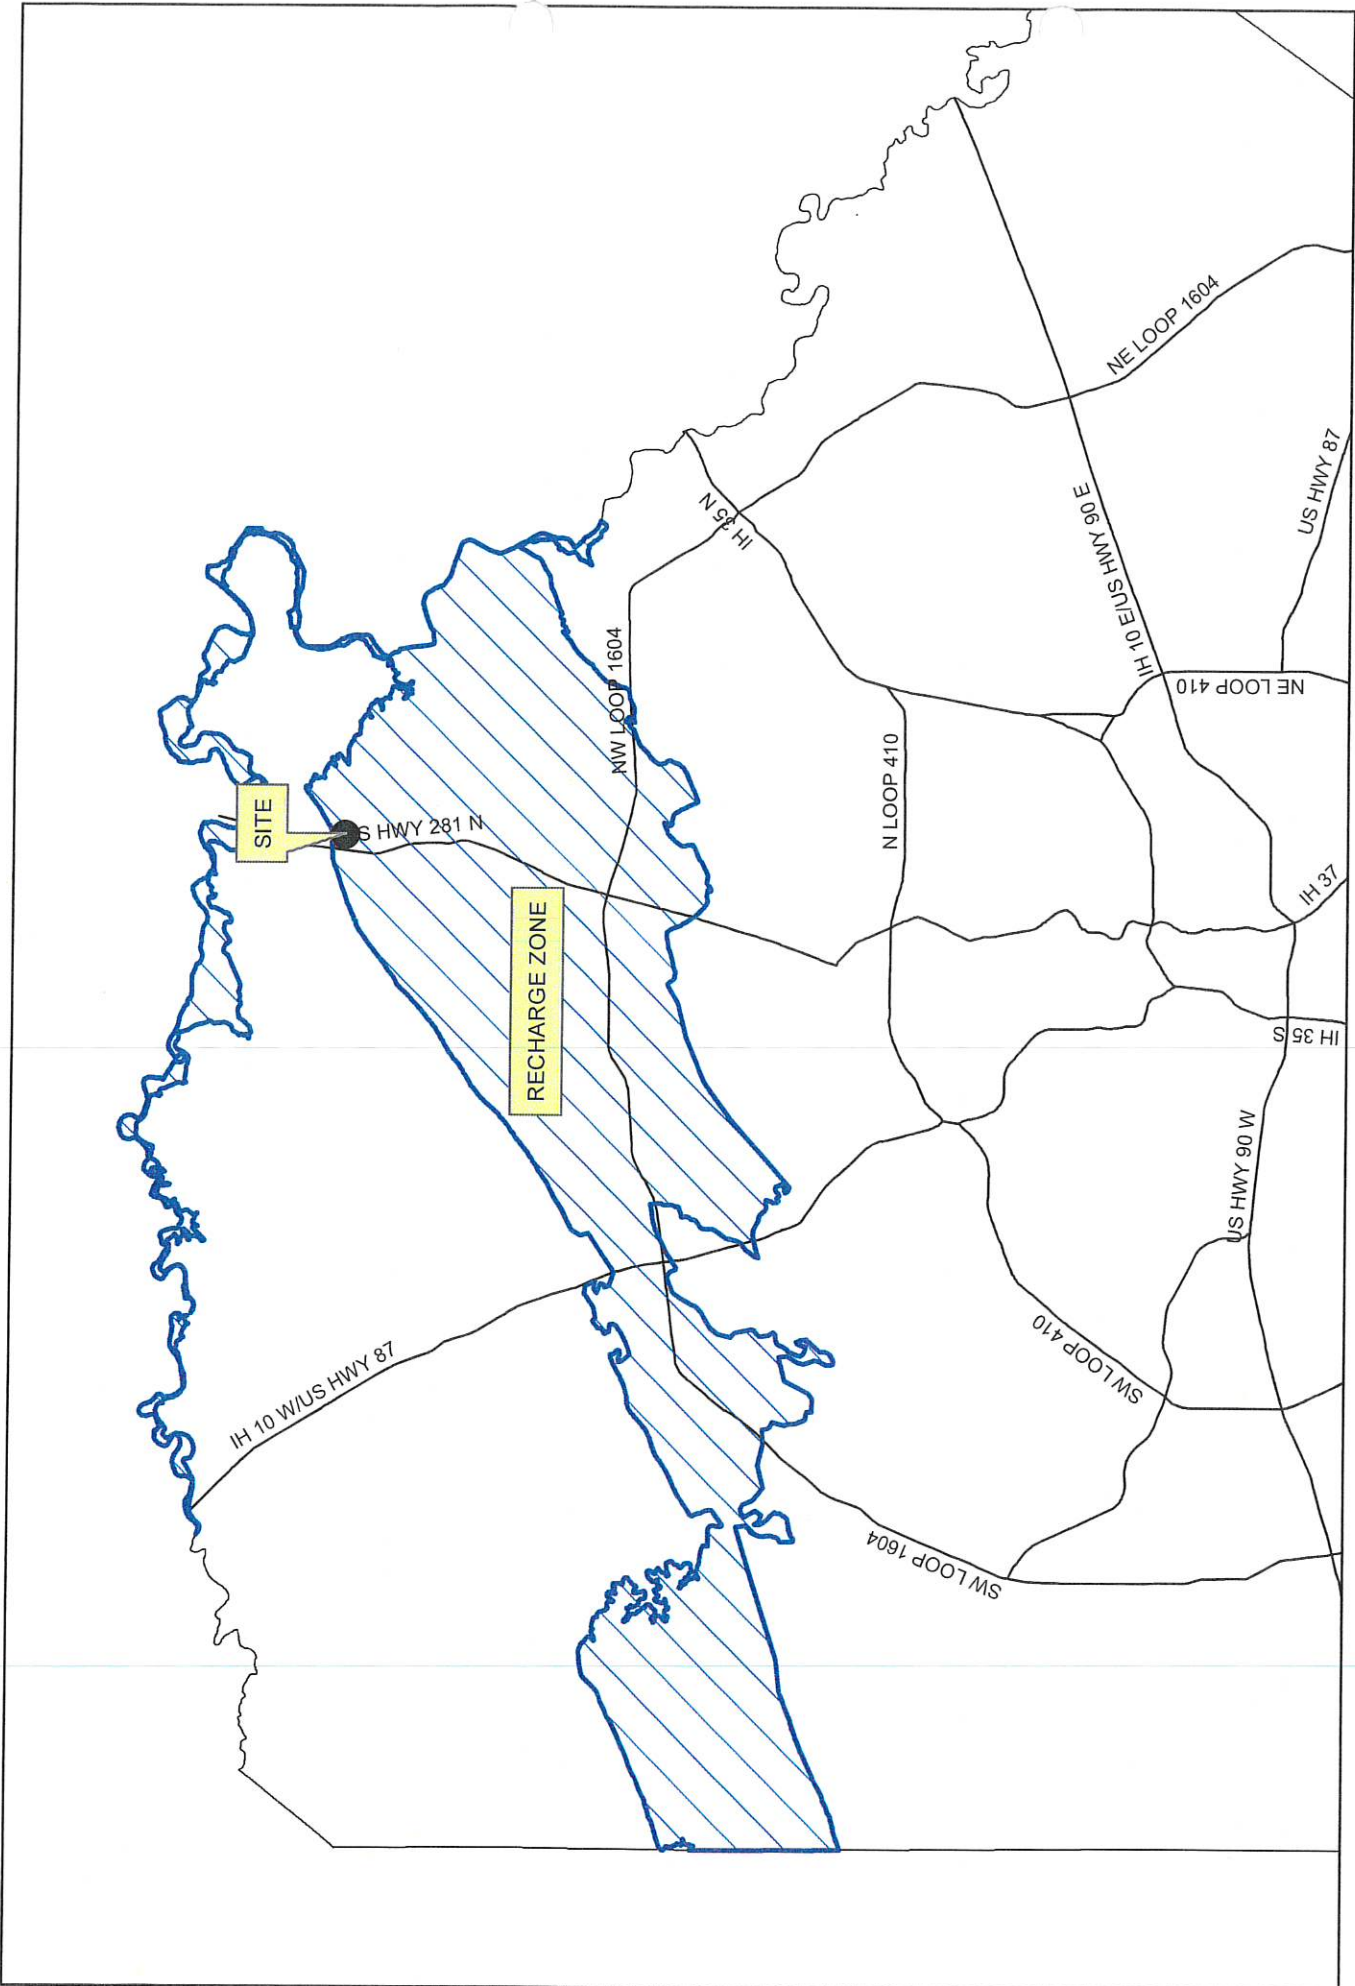 SITE
S HWY 281 N
RECHARGE ZONE
NW LOOP 1604
IH 35 N
NE LOOP 1604
IH 10 E/US HWY 90 E
US HWY 87
NE LOOP 410
N LOOP 410
IH 37
IH 35 S
US HWY 90 W
SW LOOP 410
SW LOOP 1604
IH 10 W/US HWY 87